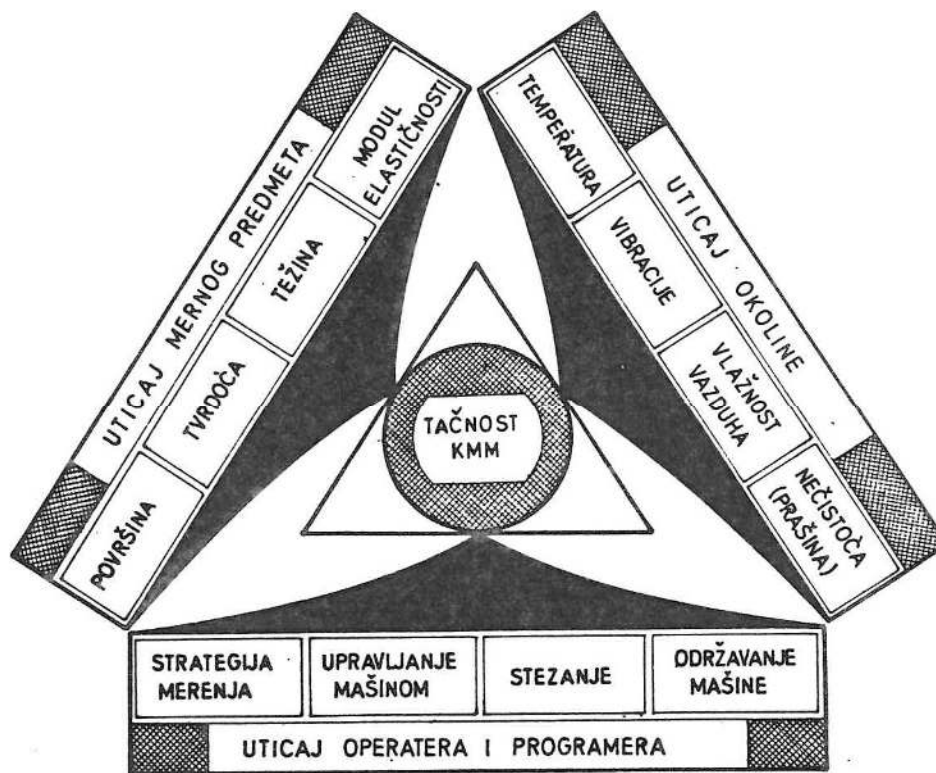 UTICAJ MERNOG PREDMETA
MODUL
ELASTIČNOSTI
TEŽINA
TVRDOĆA
POVRŠINA
UTICAJ OKOLINE
TEMPERATURA
VIBRACIJE
VLAŽNOST
VAZDUHA
NEČISTOĆA
(PRAŠINA)
TAČNOST
KMM
STRATEGIJA
MERENJA
UPRAVLJANJE
MAŠINOM
STEZANJE
ODRŽAVANJE
MAŠINE
UTICAJ OPERATERA I PROGRAMERA